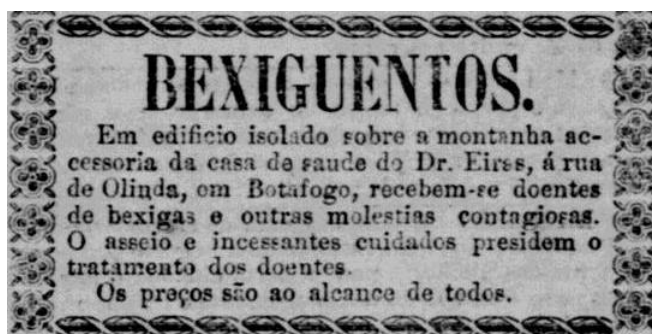 BEXIGUENTOS.
Em edificio isolado sobre a montanha ac-
cessoria da casa de saude do Dr. Eiras, á rua
de Olinda, em Botafogo, recebem-se doentes
de bexigas e outras molestias contagiosas.
O asseio e incessantes cuidados presidem o
tratamento dos doentes.
Os preços são ao alcance de todos.